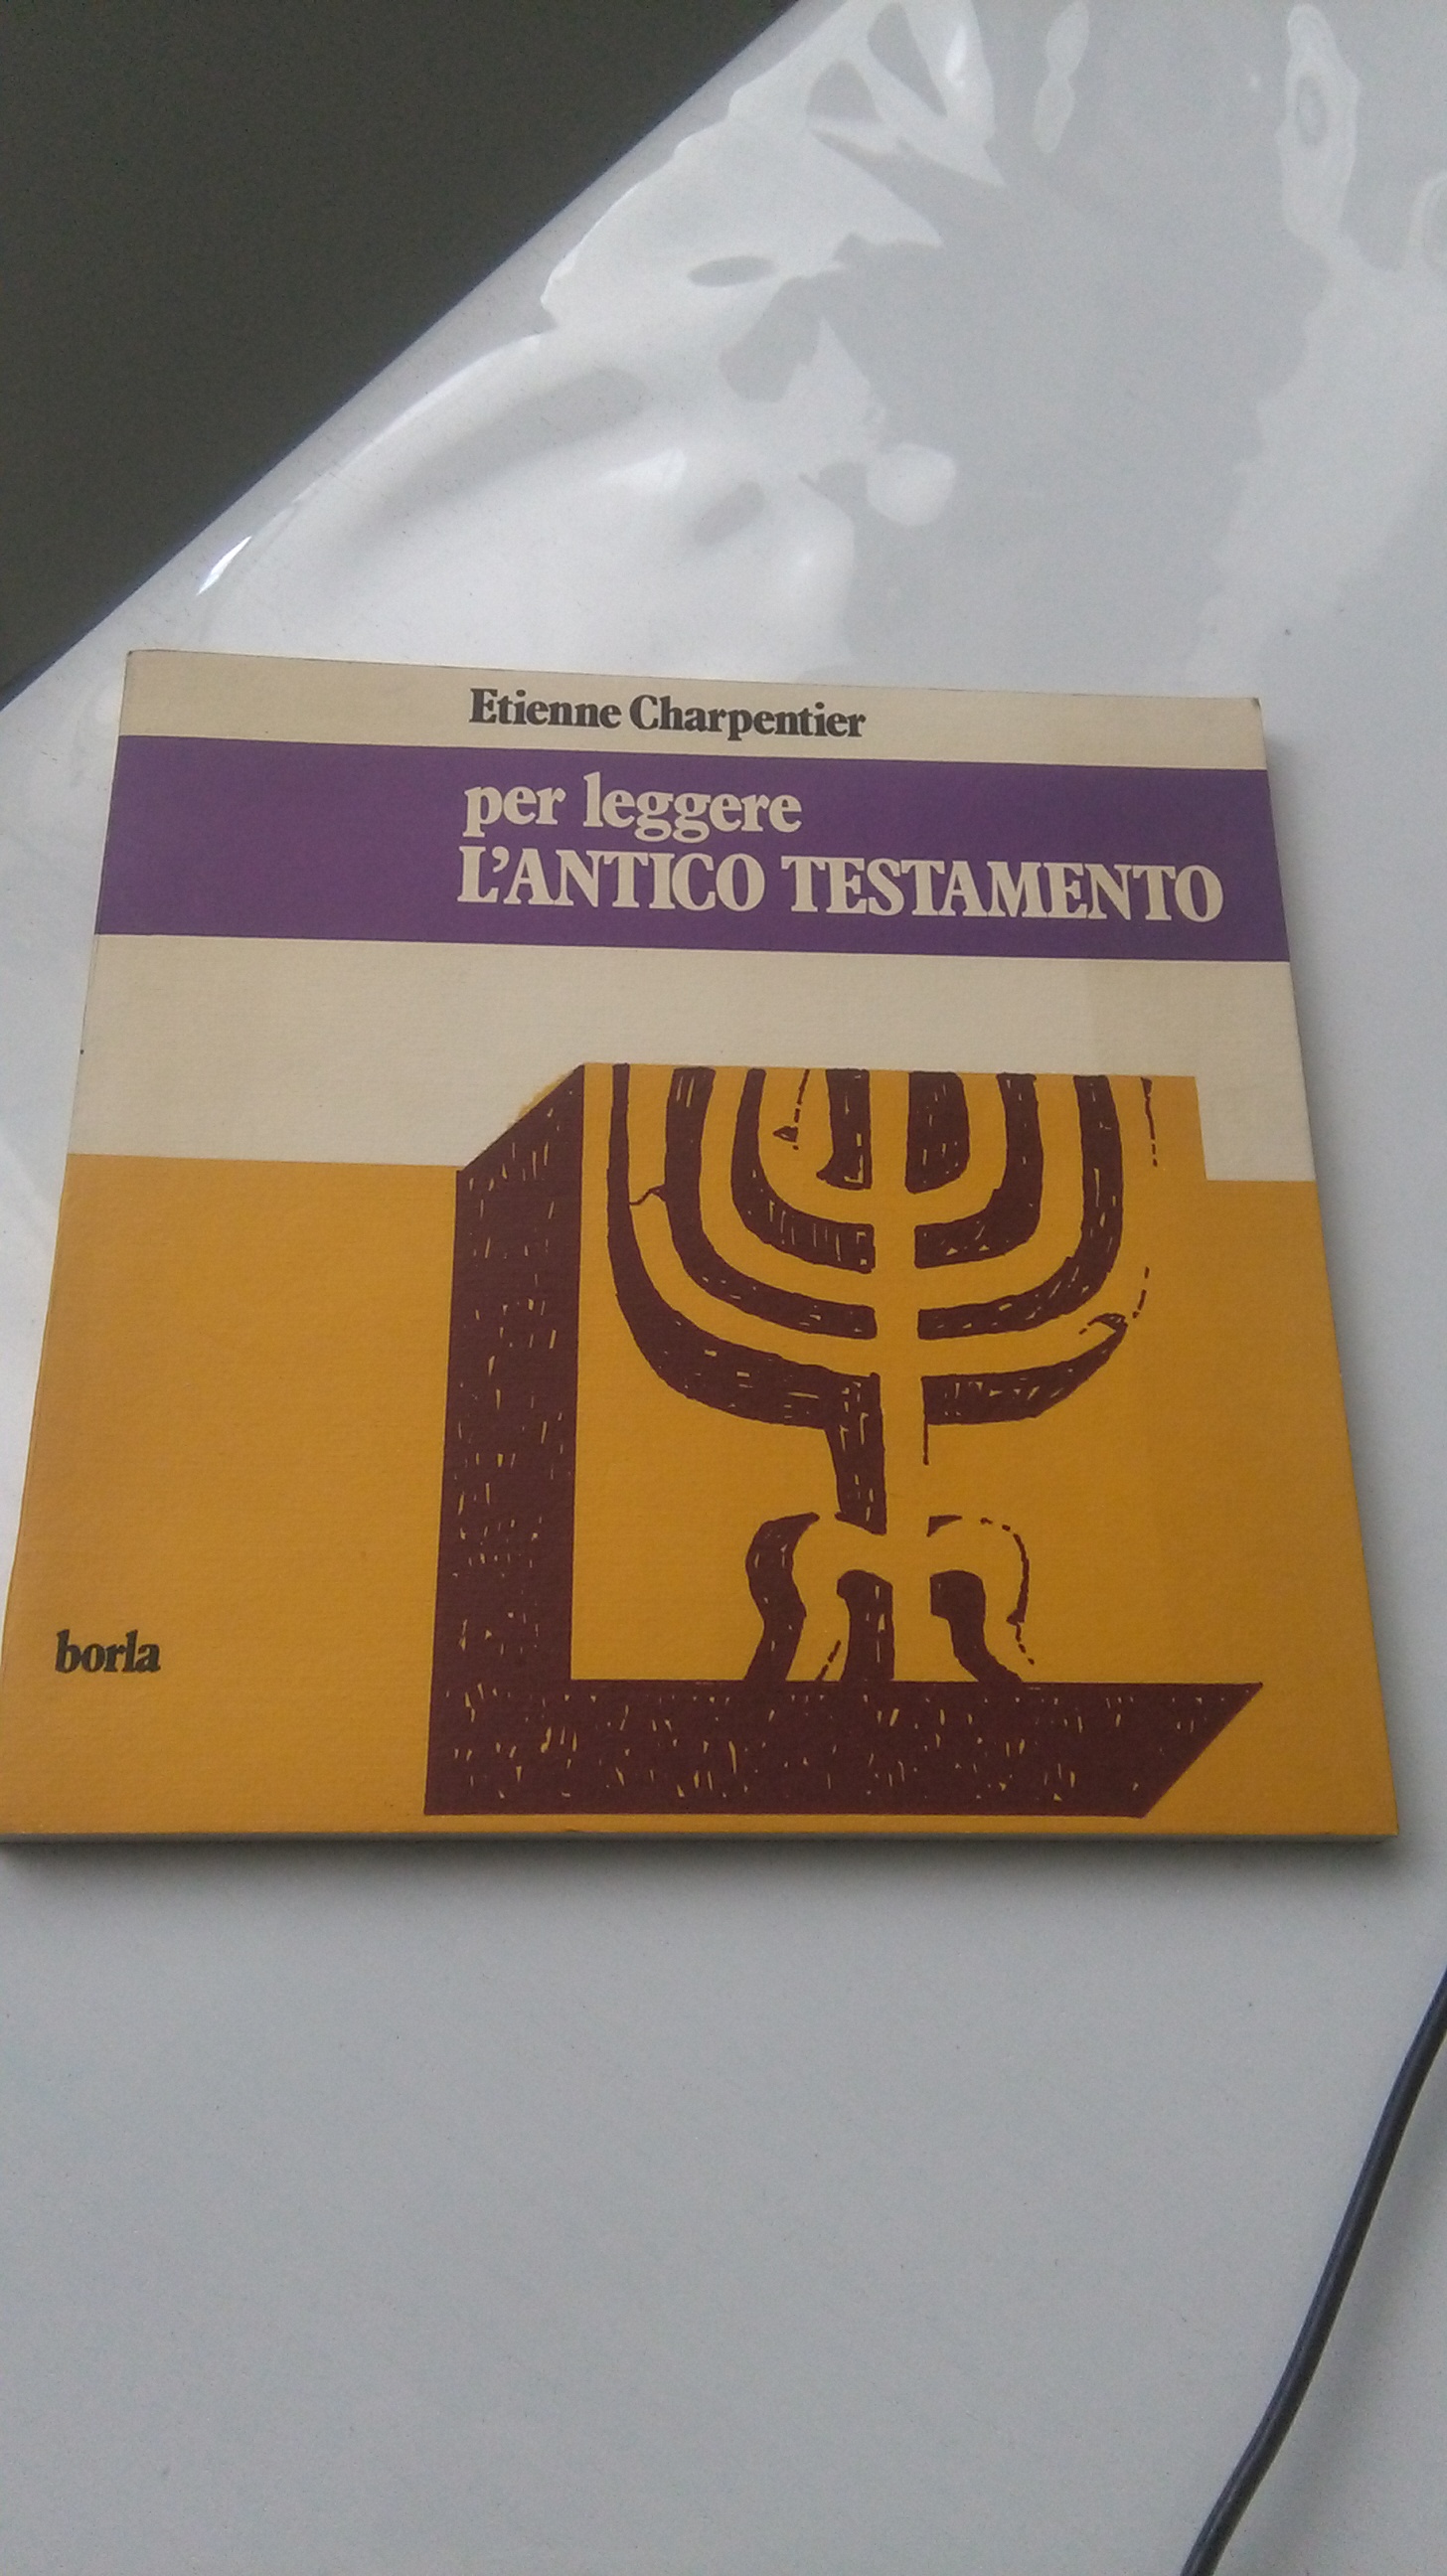 Etienne Charpentier
per leggere
L'ANTICO TESTAMENTO
borla